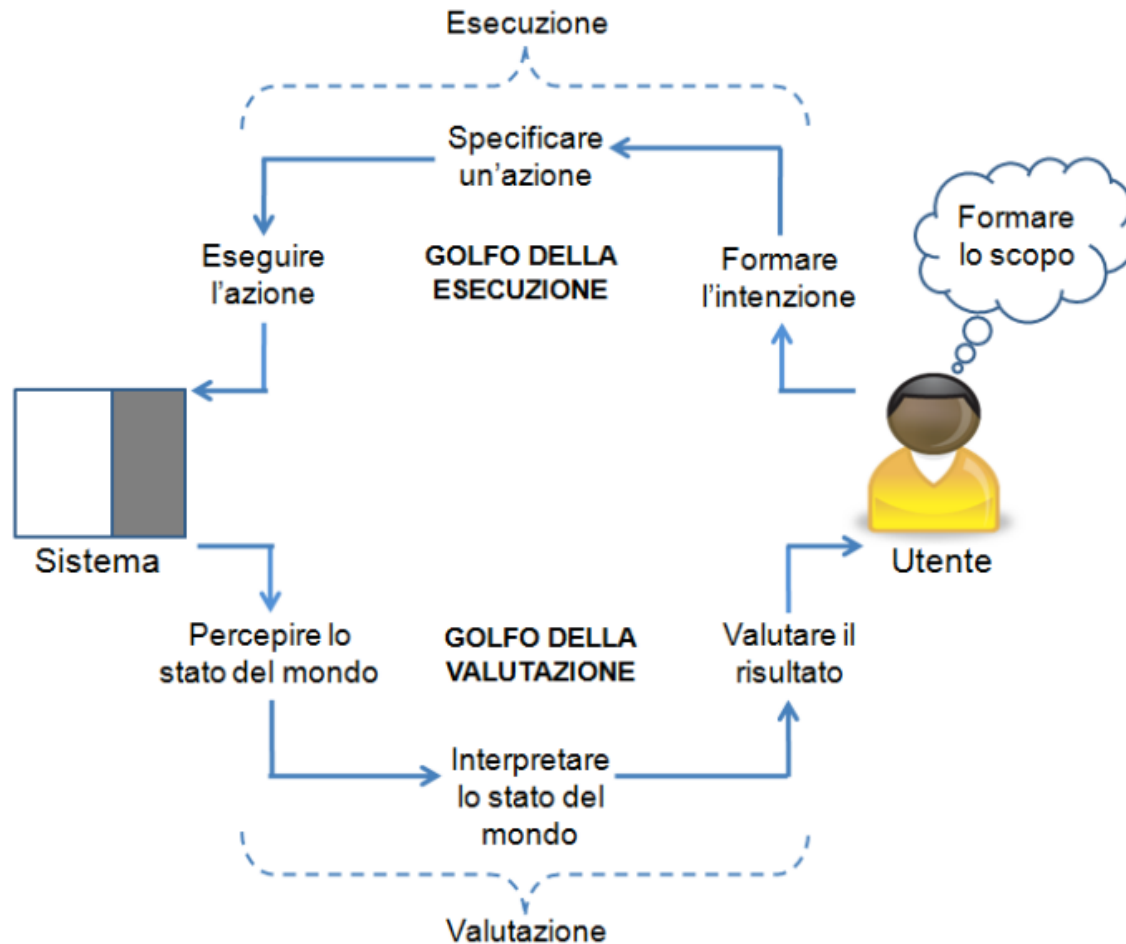 Esecuzione
Specificare
un'azione
Formare
lo scopo
Eseguire
l'azione
GOLFO DELLA
ESECUZIONE
Formare
l'intenzione
Sistema
Utente
Percepire lo
stato del mondo
GOLFO DELLA
VALUTAZIONE
Valutare il
risultato
Interpretare
lo stato del
mondo
Valutazione